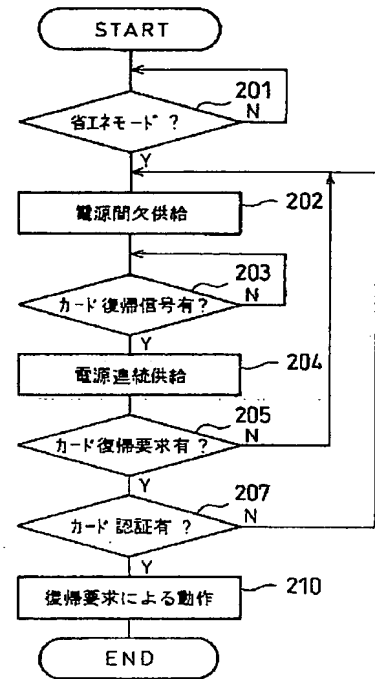 START
201
省エネモード?
N
Y
電源間欠供給
202
203
カード復帰信号有?
N
Y
204
電源連続供給
205
カード復帰要求有?
N
Y
207
カード認証有?
N
Y
復帰要求による動作
210
END